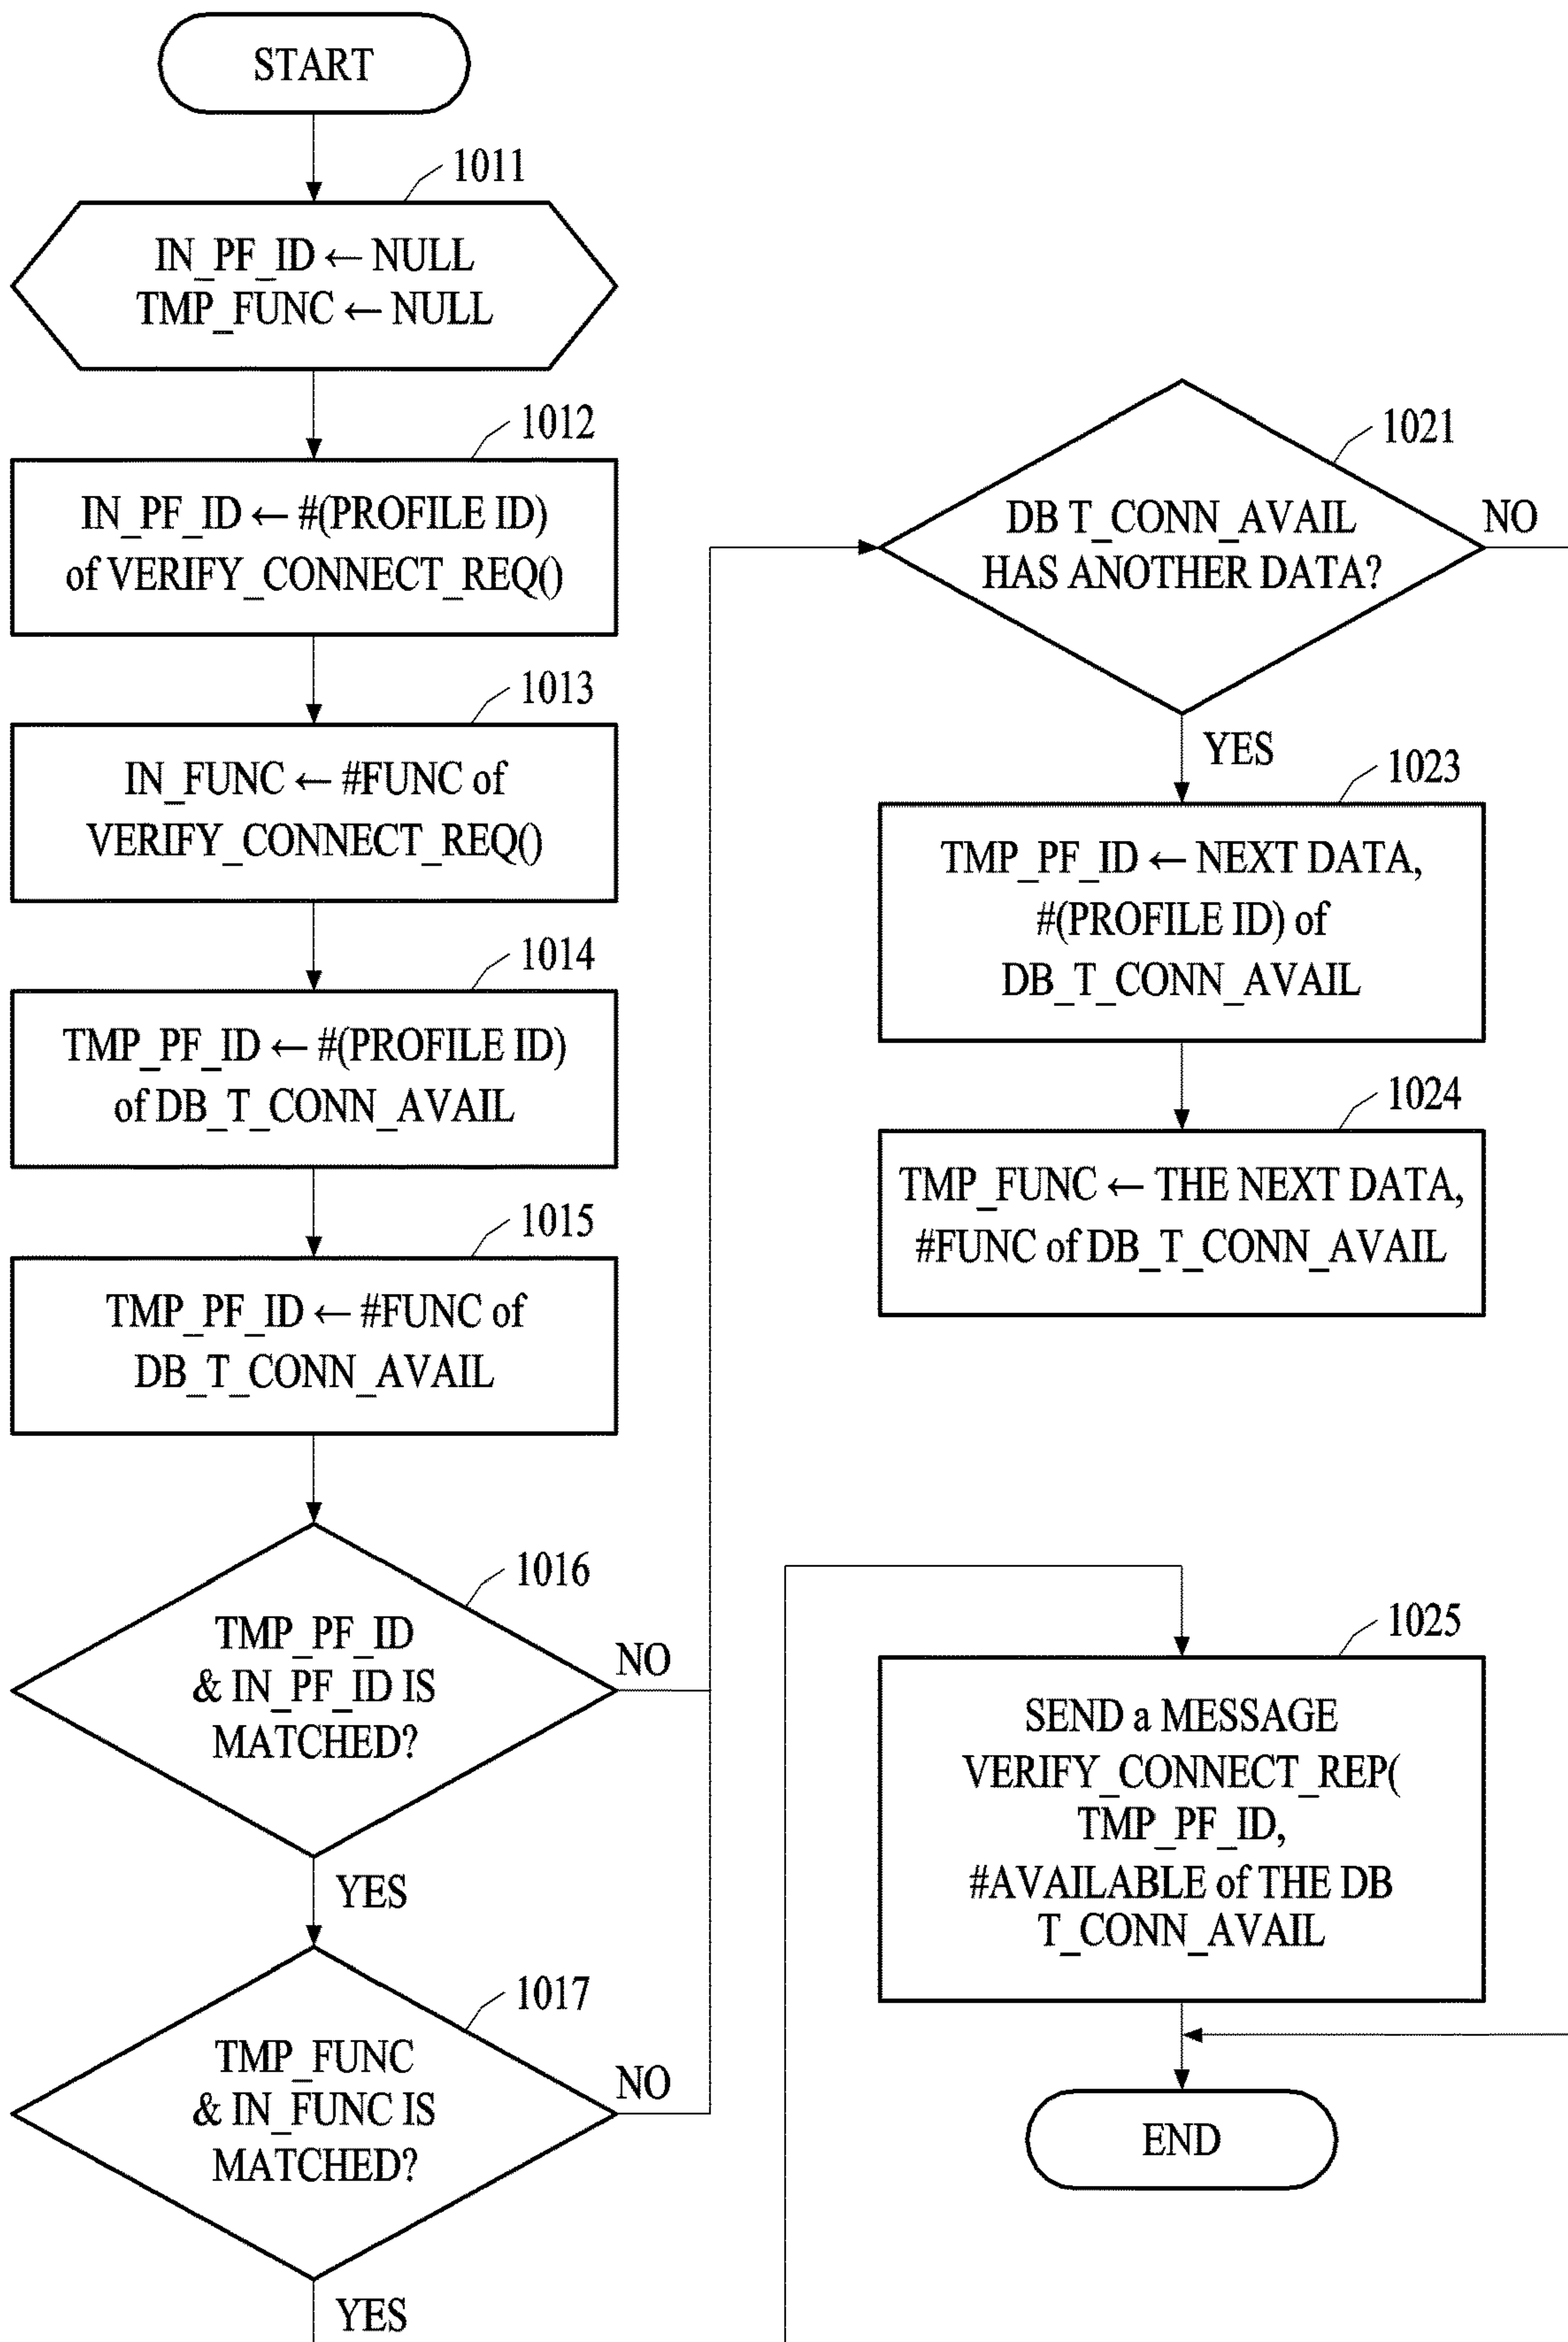 START
1011
IN_PF_ID ← NULL
TMP_FUNC ← NULL
1012
IN_PF_ID ← #(PROFILE ID)
of VERIFY_CONNECT_REQ()
1013
IN_FUNC ← #FUNC of
VERIFY_CONNECT_REQ()
1014
TMP_PF_ID ← #(PROFILE ID)
of DB_T_CONN_AVAIL
1015
TMP_PF_ID ← #FUNC of
DB_T_CONN_AVAIL
1016
TMP_PF_ID
& IN_PF_ID IS
MATCHED?
NO
YES
1017
TMP_FUNC
& IN_FUNC IS
MATCHED?
NO
YES
1021
DB T_CONN_AVAIL
HAS ANOTHER DATA?
NO
YES
1023
TMP_PF_ID ← NEXT DATA,
#(PROFILE ID) of
DB_T_CONN_AVAIL
1024
TMP_FUNC ← THE NEXT DATA,
#FUNC of DB_T_CONN_AVAIL
1025
SEND a MESSAGE
VERIFY_CONNECT_REP(
TMP_PF_ID,
#AVAILABLE of THE DB
T_CONN_AVAIL
END